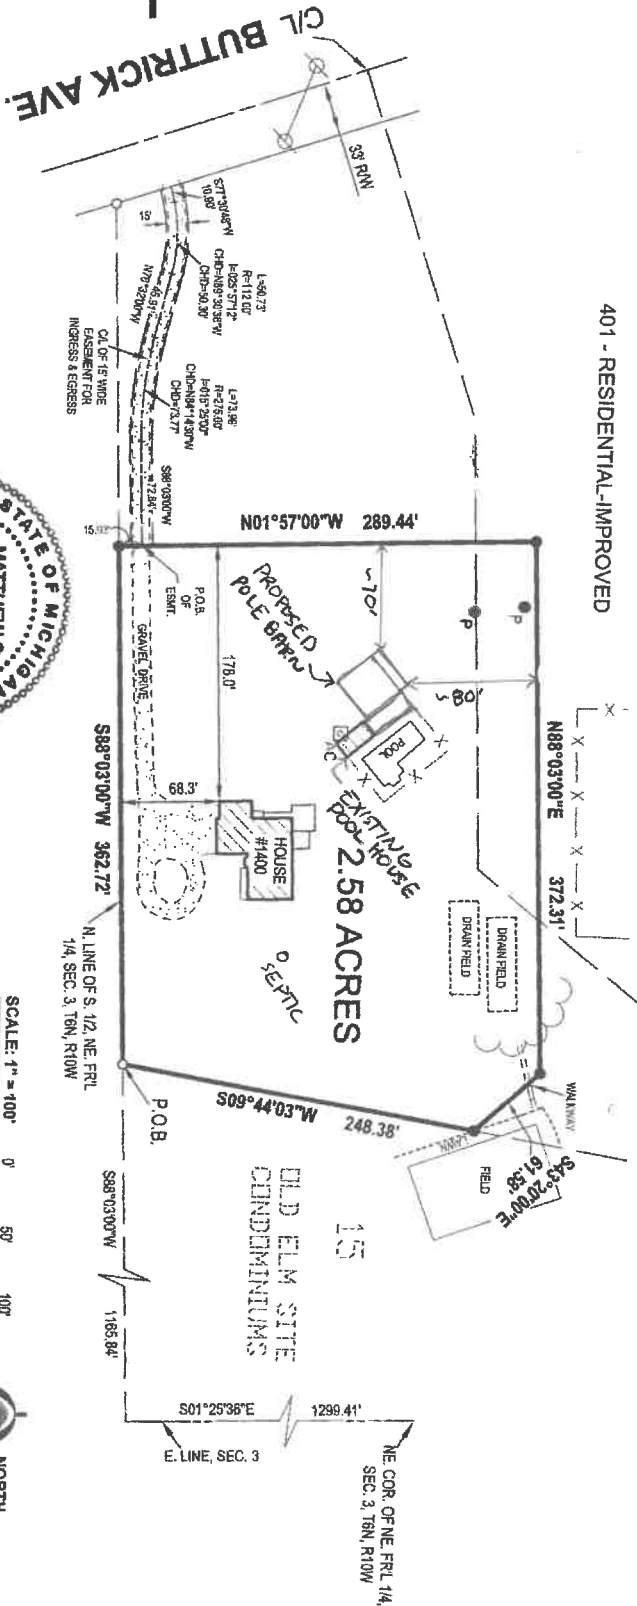 C/L BUTTRICK AVE.
33' R/W
401 - RESIDENTIAL-IMPROVED
S77°30'48"W
10.90'
15'
L=50.73'
R=112.00'
I=025°57'12"
CHD=N89°30'38"W
CHD=50.30'
45.91'
N76°32'00"W
C/L OF 15' WIDE
EASEMENT FOR
INGRESS & EGRESS
L=73.99'
R=275.00'
I=015°25'00"
CHD=N84°14'30"W
CHD=73.77'
S88°03'00"W
72.84'
15.93'
N01°57'00"W 289.44'
P.O.B.
OF
ESMT.
GRAVEL DRIVE
178.0'
68.3'
~70'
PROPOSED
POLE BARN
~80'
P
P
POOL
C
EXISTING
POOL HOUSE
N88°03'00"E 372.31'
HOUSE
#1400
2.58 ACRES
SEPTIC
DRAIN FIELD
DRAIN FIELD
S88°03'00"W 362.72'
N. LINE OF S. 1/2, NE. FR'L
1/4, SEC. 3, T6N, R10W
WALKWAY
LAWN
FIELD
S43°20'00"E
61.58'
S09°44'03"W 248.38'
P.O.B.
15
OLD ELM SITE
CONDOMINIUMS
S88°03'00"W 1165.84'
S01°25'36"E 1299.41'
E. LINE, SEC. 3
NE. COR. OF NE. FR'L 1/4,
SEC. 3, T6N, R10W
STATE OF MICHIGA
SCALE: 1" = 100' 0' 50' 100'
NORTH